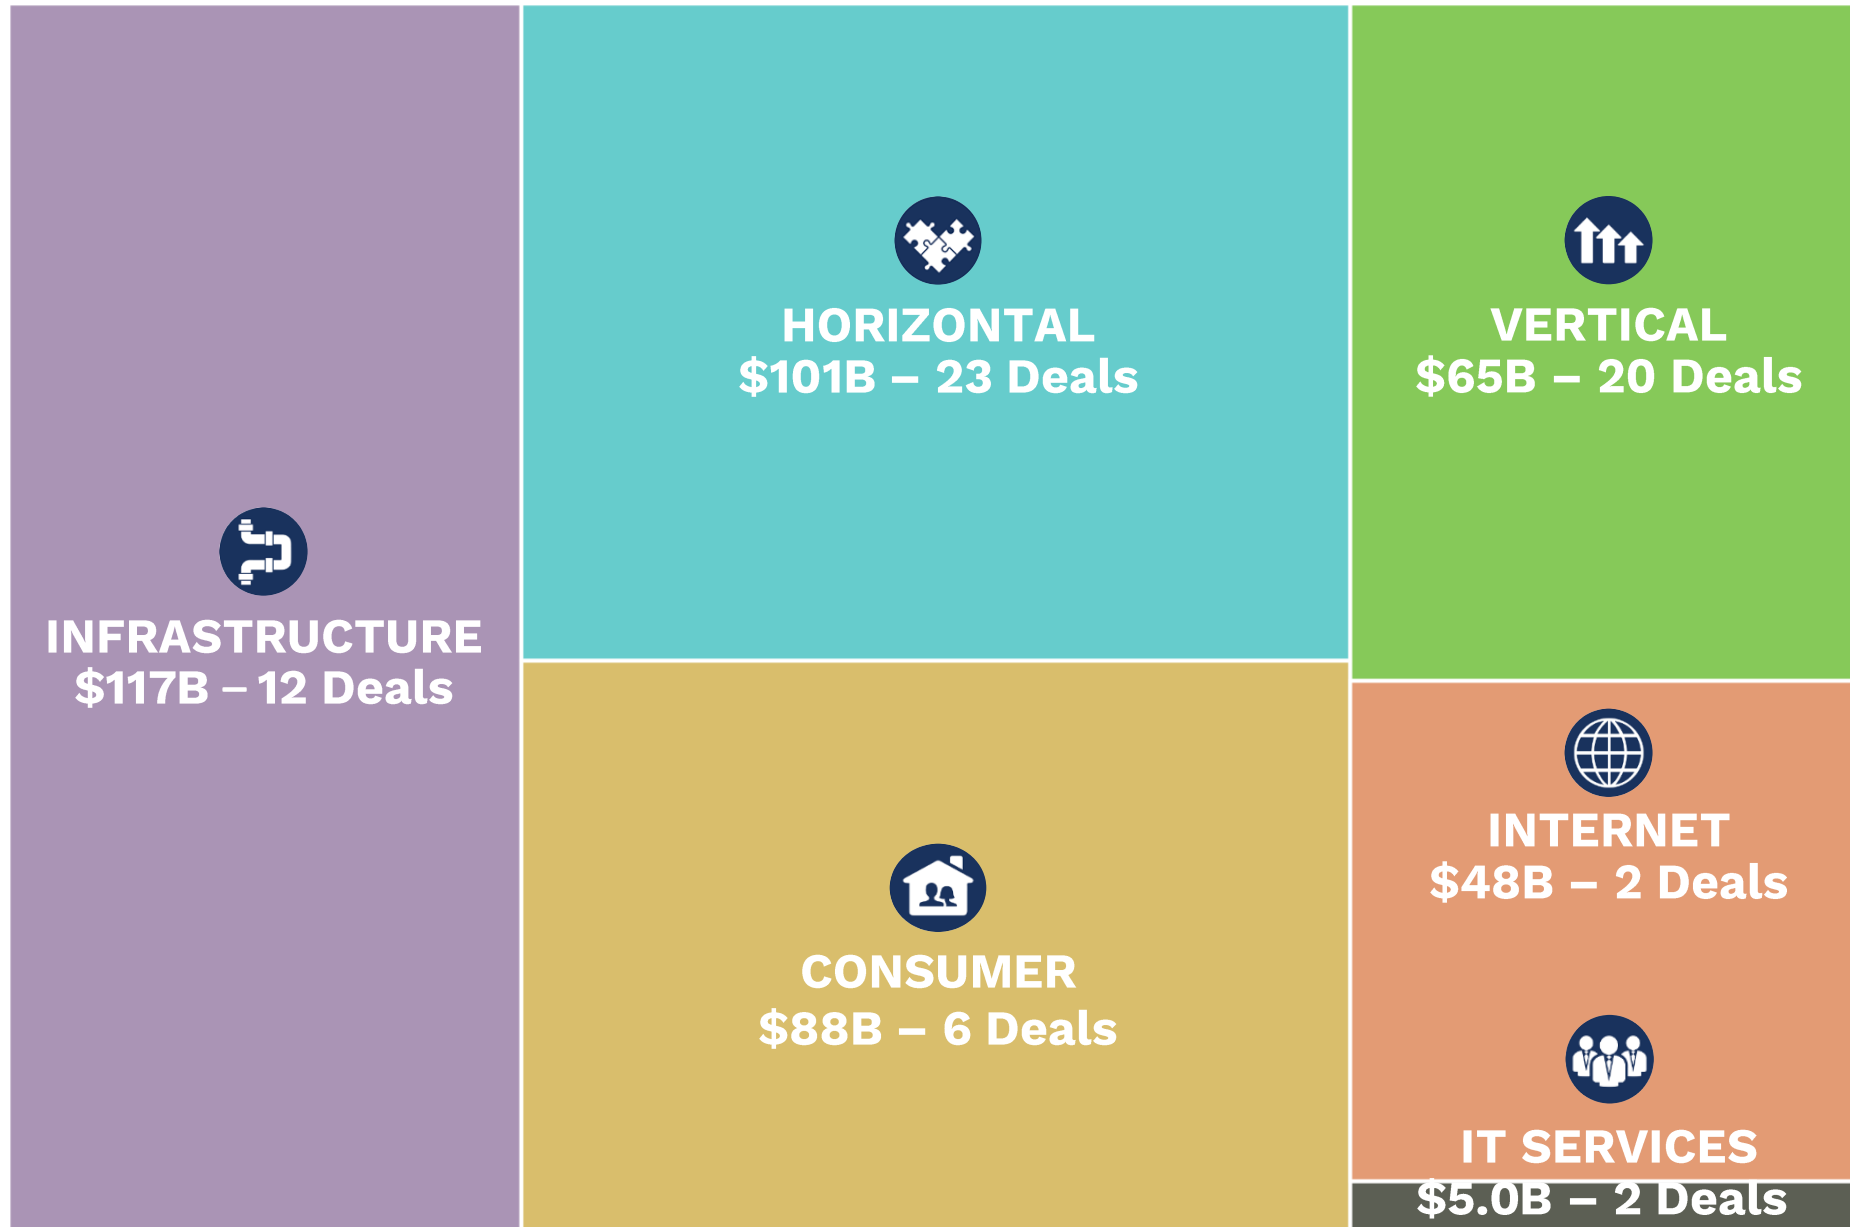 INFRASTRUCTURE
$117B – 12 Deals
HORIZONTAL
$101B – 23 Deals
CONSUMER
$88B – 6 Deals
VERTICAL
$65B – 20 Deals
INTERNET
$48B – 2 Deals
IT SERVICES
$5.0B – 2 Deals